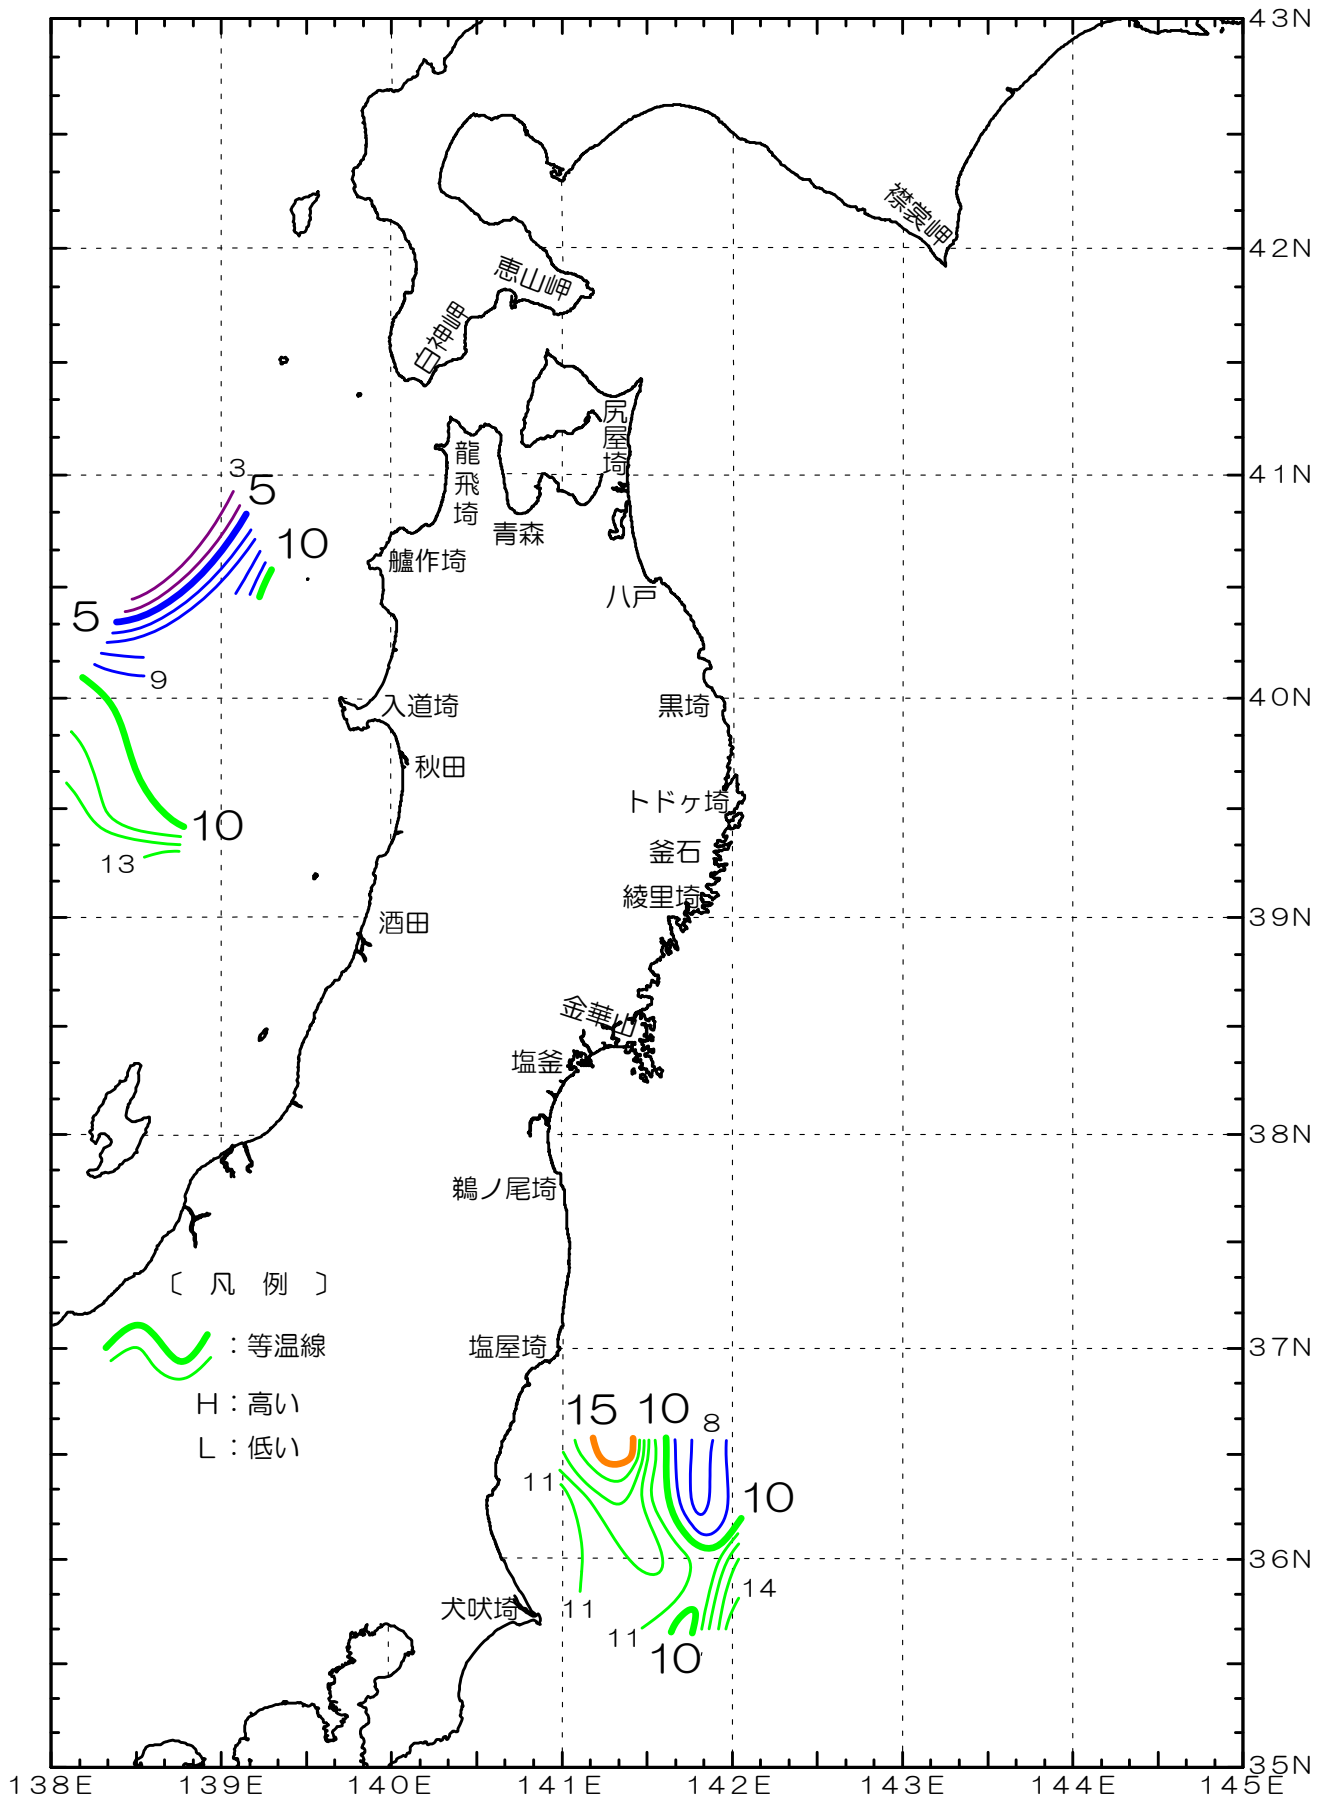 43N
襟裳岬
42N
恵山岬
白神岬
尻屋埼
龍飛埼
3
41N
5
青森
10
艫作埼
八戸
5
9
40N
入道埼
黒埼
秋田
トドヶ埼
10
釜石
13
綾里埼
39N
酒田
金華山
塩釜
38N
鵜ノ尾埼
〔 凡 例 〕
：等温線
塩屋埼
37N
H：高い
15 10 8
L：低い
11
10
36N
14
犬吠埼
11
11
10
35N
138E 139E 140E 141E 142E 143E 144E 145E